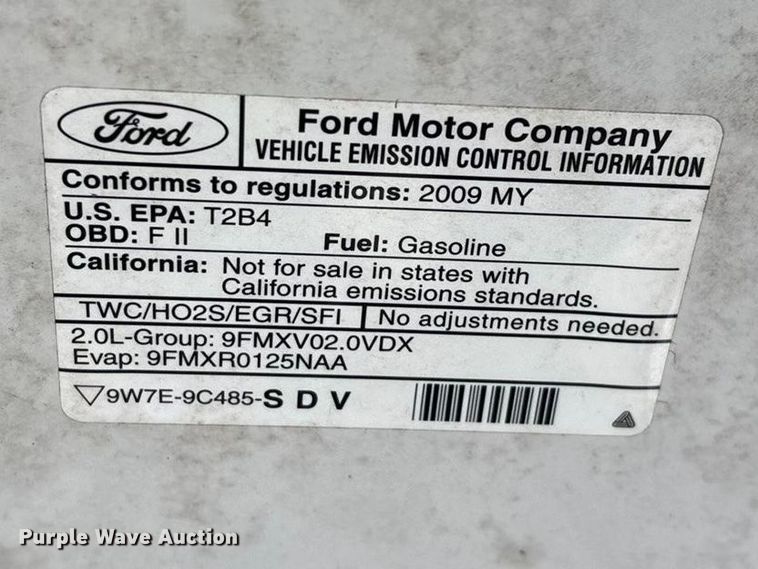 Ford
Ford Motor Company
VEHICLE EMISSION CONTROL INFORMATION
Conforms to regulations: 2009 MY
U.S. EPA: T2B4
OBD: F II Fuel: Gasoline
California: Not for sale in states with
California emissions standards.
TWC/HO2S/EGR/SFI No adjustments needed.
2.0L-Group: 9FMXV02.0VDX
Evap: 9FMXR0125NAA
9W7E-9C485-S D V
Purple Wave Auction